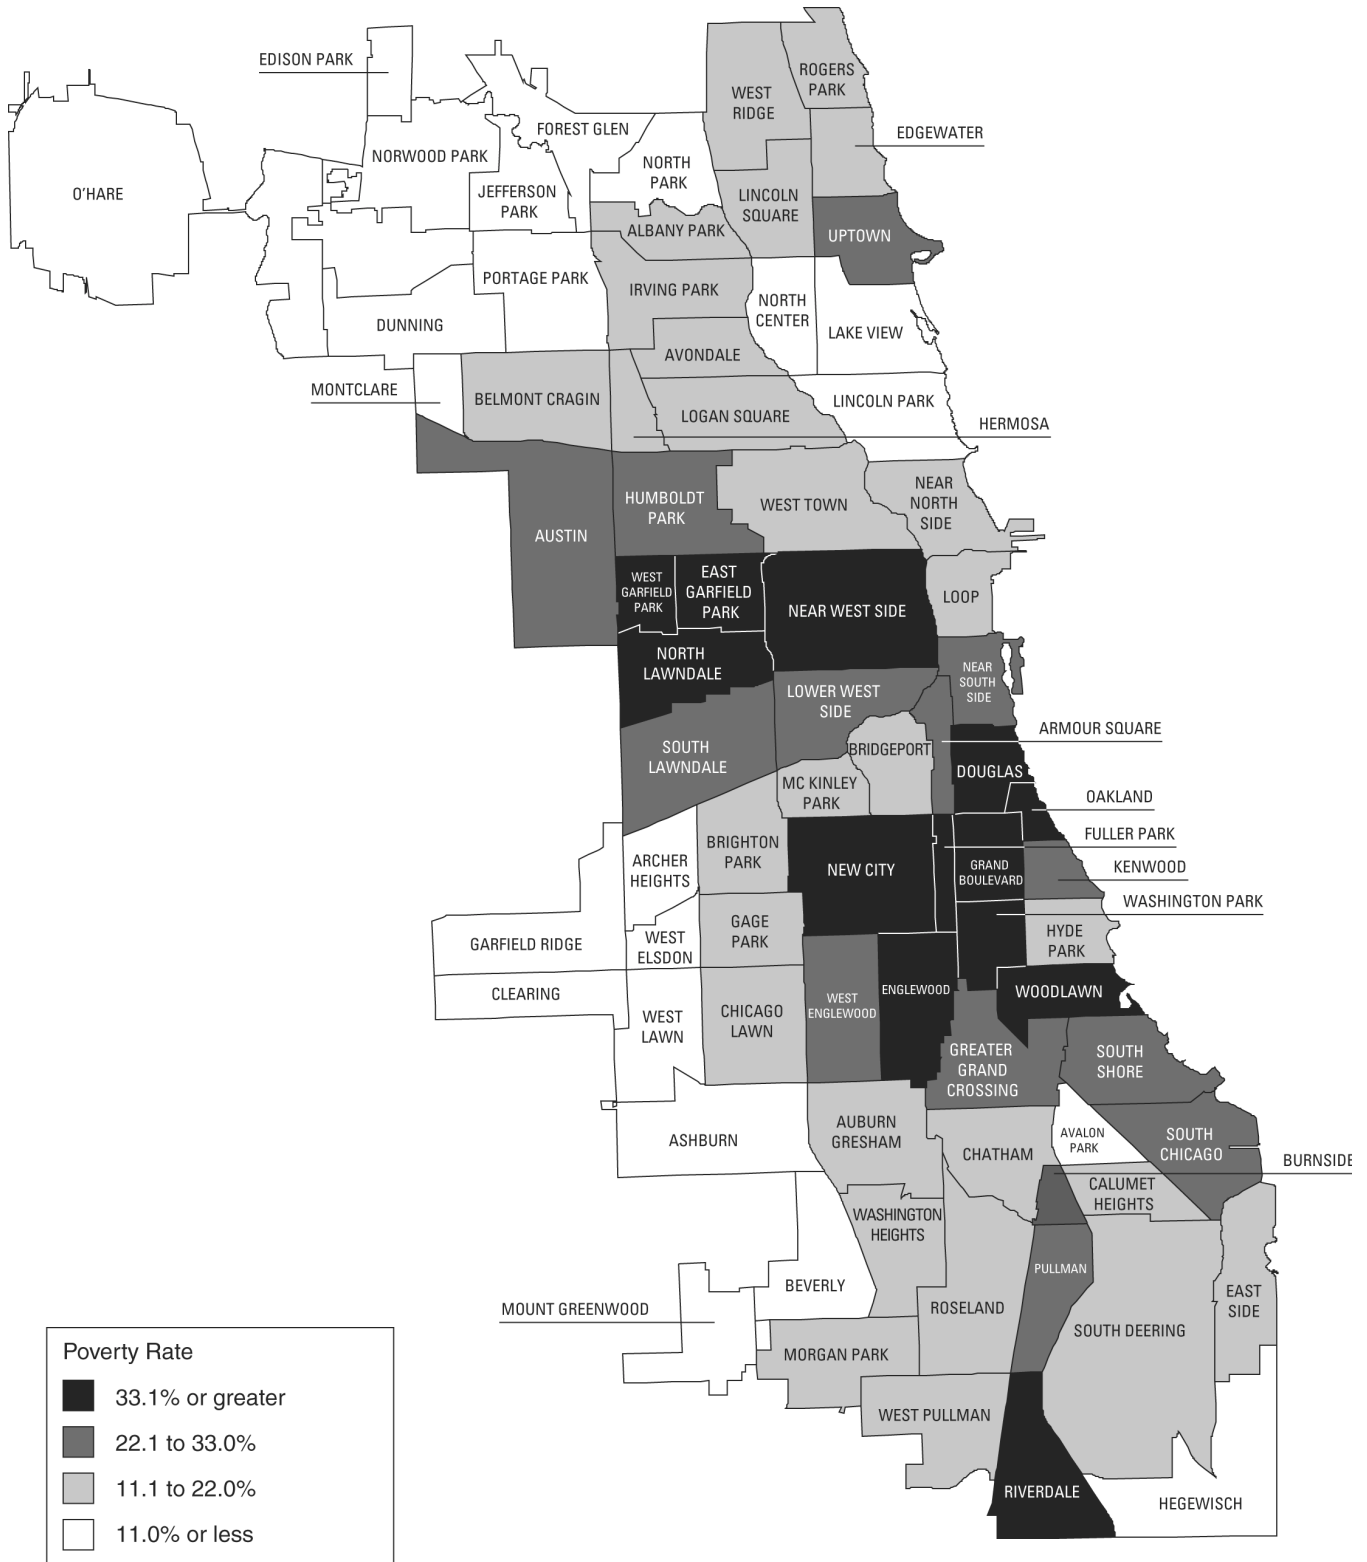 EDISON PARK
ROGERS
PARK
WEST
RIDGE
FOREST GLEN
EDGEWATER
NORWOOD PARK
NORTH
PARK
O'HARE
JEFFERSON
PARK
LINCOLN
SQUARE
ALBANY PARK
UPTOWN
PORTAGE PARK
IRVING PARK
NORTH
CENTER
DUNNING
LAKE VIEW
AVONDALE
MONTCLARE
BELMONT CRAGIN
LINCOLN PARK
LOGAN SQUARE
HERMOSA
HUMBOLDT
PARK
WEST TOWN
NEAR
NORTH
SIDE
AUSTIN
WEST
GARFIELD
PARK
EAST
GARFIELD
PARK
NEAR WEST SIDE
LOOP
NORTH
LAWNDALE
LOWER WEST
SIDE
NEAR
SOUTH
SIDE
ARMOUR SQUARE
SOUTH
LAWNDALE
BRIDGEPORT
DOUGLAS
MC KINLEY
PARK
OAKLAND
FULLER PARK
BRIGHTON
PARK
ARCHER
HEIGHTS
NEW CITY
GRAND
BOULEVARD
KENWOOD
WASHINGTON PARK
GAGE
PARK
HYDE
PARK
GARFIELD RIDGE
WEST
ELSDON
CLEARING
ENGLEWOOD
WOODLAWN
WEST
ENGLEWOOD
CHICAGO
LAWN
WEST
LAWN
GREATER
GRAND
CROSSING
SOUTH
SHORE
ASHBURN
AUBURN
GRESHAM
CHATHAM
AVALON
PARK
SOUTH
CHICAGO
BURNSIDE
CALUMET
HEIGHTS
WASHINGTON
HEIGHTS
PULLMAN
BEVERLY
MOUNT GREENWOOD
ROSELAND
EAST
SIDE
SOUTH DEERING
MORGAN PARK
WEST PULLMAN
RIVERDALE
HEGEWISCH
Poverty Rate
33.1% or greater
22.1 to 33.0%
11.1 to 22.0%
11.0% or less